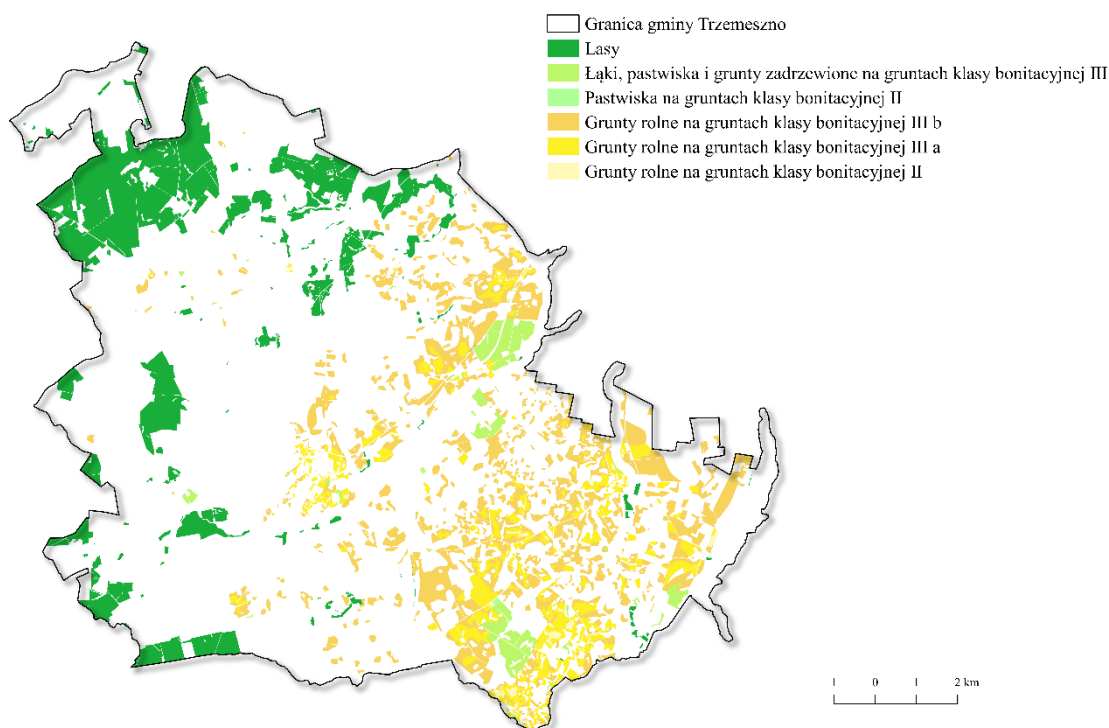 Granica gminy Trzemeszno
Lasy
Łąki, pastwiska i grunty zadrzewione na gruntach klasy bonitacyjnej III
Pastwiska na gruntach klasy bonitacyjnej II
Grunty rolne na gruntach klasy bonitacyjnej III b
Grunty rolne na gruntach klasy bonitacyjnej III a
Grunty rolne na gruntach klasy bonitacyjnej II
1 0 1 2 km